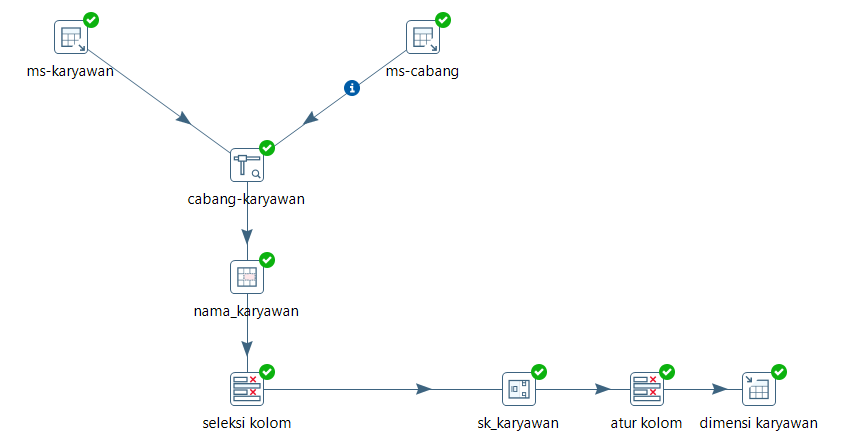 ms-karyawan
ms-cabang
cabang-karyawan
nama_karyawan
seleksi kolom
sk_karyawan
atur kolom
dimensi karyawan